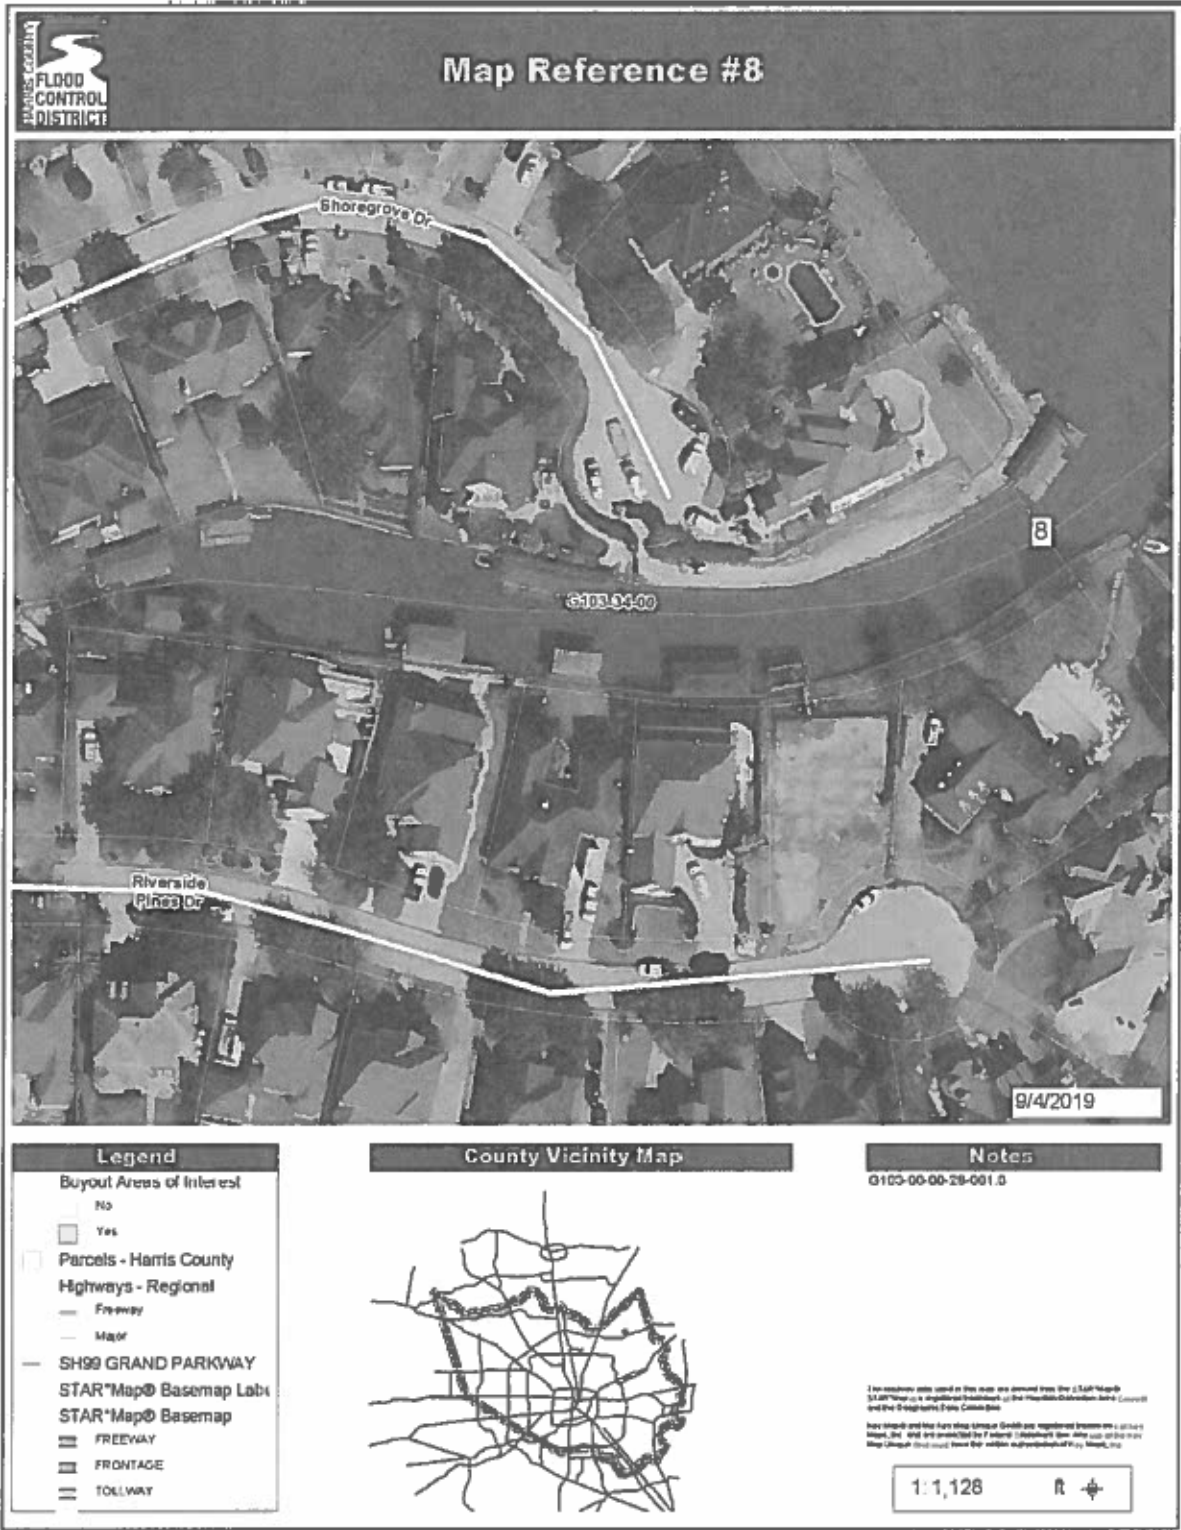 HARRIS COUNTY
FLOOD
CONTROL
DISTRICT
Map Reference #8
Shoregrove Dr
8
G103-34-00
Riverside
Pines Dr
9/4/2019
Legend
Buyout Areas of Interest
No
Yes
Parcels - Harris County
Highways - Regional
Freeway
Major
SH99 GRAND PARKWAY
STAR*Map® Basemap Labe
STAR*Map® Basemap
FREEWAY
FRONTAGE
TOLLWAY
County Vicinity Map
Notes
G103-00-00-28-001.0
1: 1,128
ft